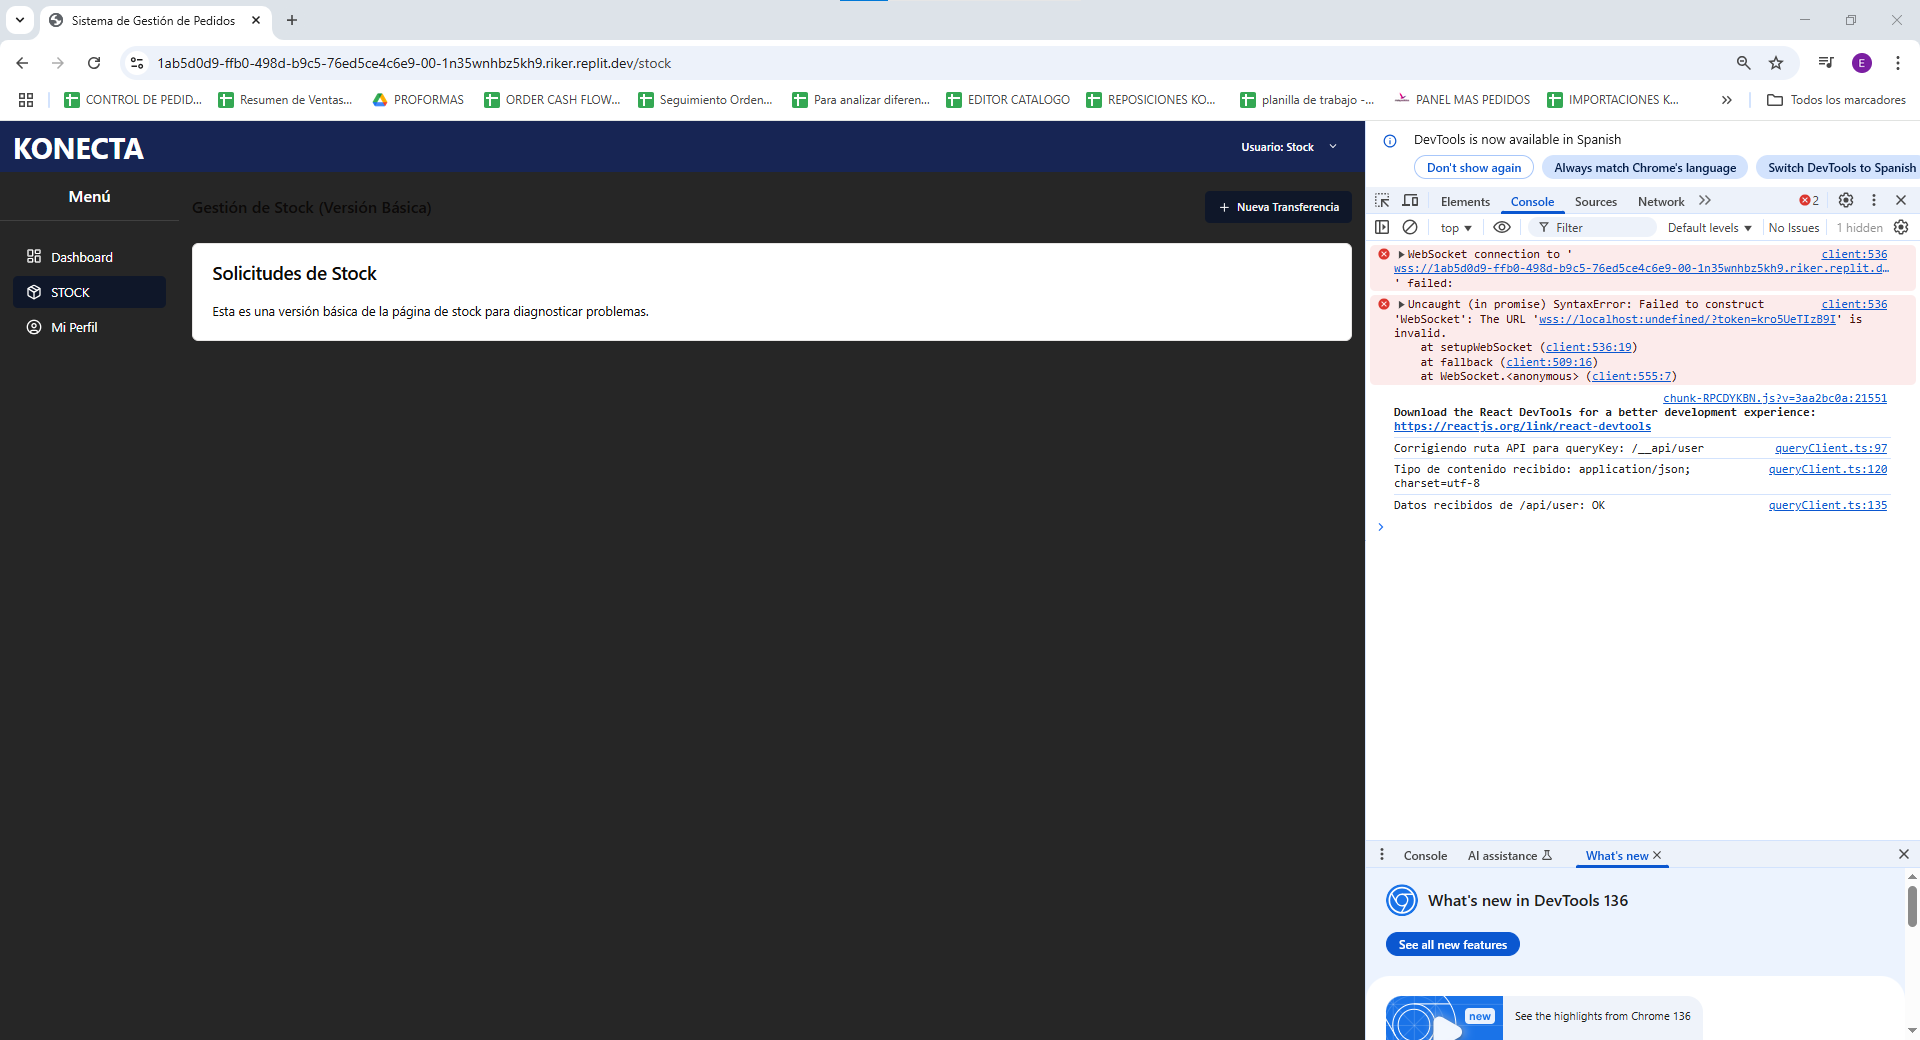 Sistema de Gestión de Pedidos
1ab5d0d9-ffb0-498d-b9c5-76ed5ce4c6e9-00-1n35wnhbz5kh9.riker.replit.dev/stock
E
CONTROL DE PEDID...
Resumen de Ventas...
PROFORMAS
ORDER CASH FLOW...
Seguimiento Orden...
Para analizar diferen...
EDITOR CATALOGO
REPOSICIONES KO...
planilla de trabajo -...
PANEL MAS PEDIDOS
IMPORTACIONES K...
Todos los marcadores
KONECTA
Usuario: Stock
Menú
Dashboard
STOCK
Mi Perfil
Gestión de Stock (Versión Básica)
Nueva Transferencia
Solicitudes de Stock
Esta es una versión básica de la página de stock para diagnosticar problemas.
DevTools is now available in Spanish
Don't show again
Always match Chrome's language
Switch DevTools to Spanish
Elements
Console
Sources
Network
2
top
Filter
Default levels
No Issues
1 hidden
WebSocket connection to ' client:536
wss://1ab5d0d9-ffb0-498d-b9c5-76ed5ce4c6e9-00-1n35wnhbz5kh9.riker.replit.d…
' failed:
Uncaught (in promise) SyntaxError: Failed to construct client:536
'WebSocket': The URL 'wss://localhost:undefined/?token=kro5UeTIzB9I' is
invalid.
at setupWebSocket (client:536:19)
at fallback (client:509:16)
at WebSocket.<anonymous> (client:555:7)
chunk-RPCDYKBN.js?v=3aa2bc0a:21551
Download the React DevTools for a better development experience:
https://reactjs.org/link/react-devtools
Corrigiendo ruta API para queryKey: /__api/user queryClient.ts:97
Tipo de contenido recibido: application/json; queryClient.ts:120
charset=utf-8
Datos recibidos de /api/user: OK queryClient.ts:135
Console
AI assistance
What's new
What's new in DevTools 136
See all new features
new
See the highlights from Chrome 136